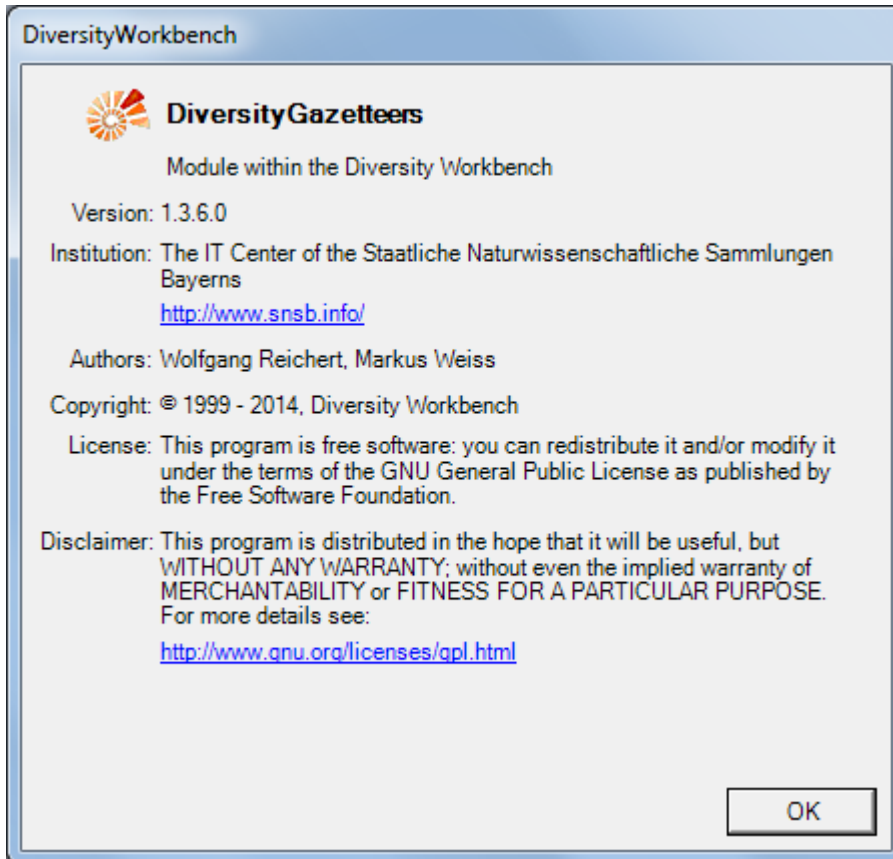 DiversityWorkbench
DiversityGazetteers
Module within the Diversity Workbench
Version: 1.3.6.0
Institution: The IT Center of the Staatliche Naturwissenschaftliche Sammlungen
Bayerns
http://www.snsb.info/
Authors: Wolfgang Reichert, Markus Weiss
Copyright: © 1999 - 2014, Diversity Workbench
License: This program is free software: you can redistribute it and/or modify it
under the terms of the GNU General Public License as published by
the Free Software Foundation.
Disclaimer: This program is distributed in the hope that it will be useful, but
WITHOUT ANY WARRANTY; without even the implied warranty of
MERCHANTABILITY or FITNESS FOR A PARTICULAR PURPOSE.
For more details see:
http://www.gnu.org/licenses/gpl.html
OK